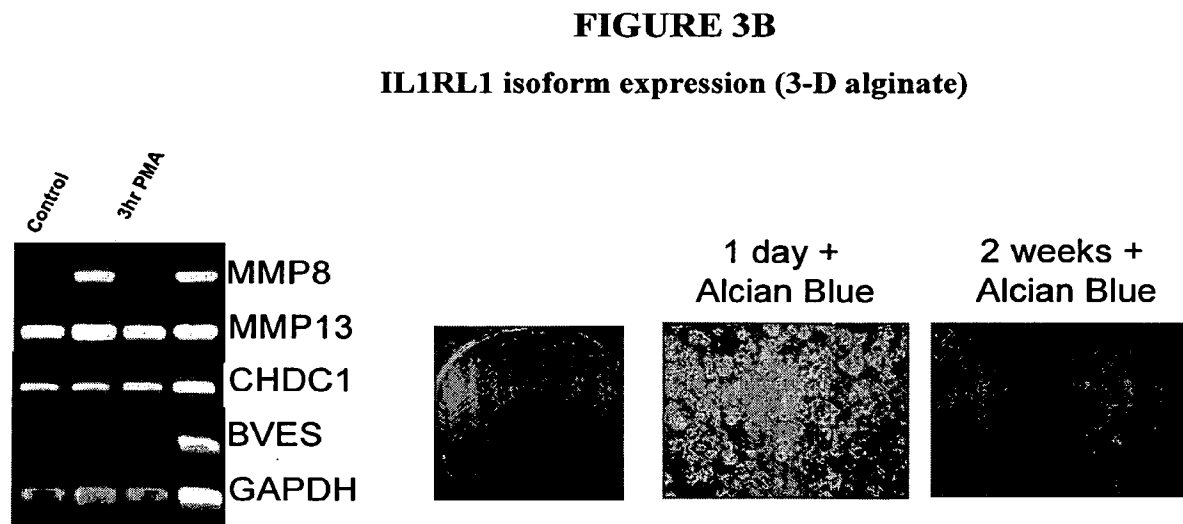 FIGURE 3B
IL1RL1 isoform expression (3-D alginate)
Control
3hr PMA
MMP8
MMP13
CHDC1
BVES
GAPDH
1 day +
Alcian Blue
2 weeks +
Alcian Blue